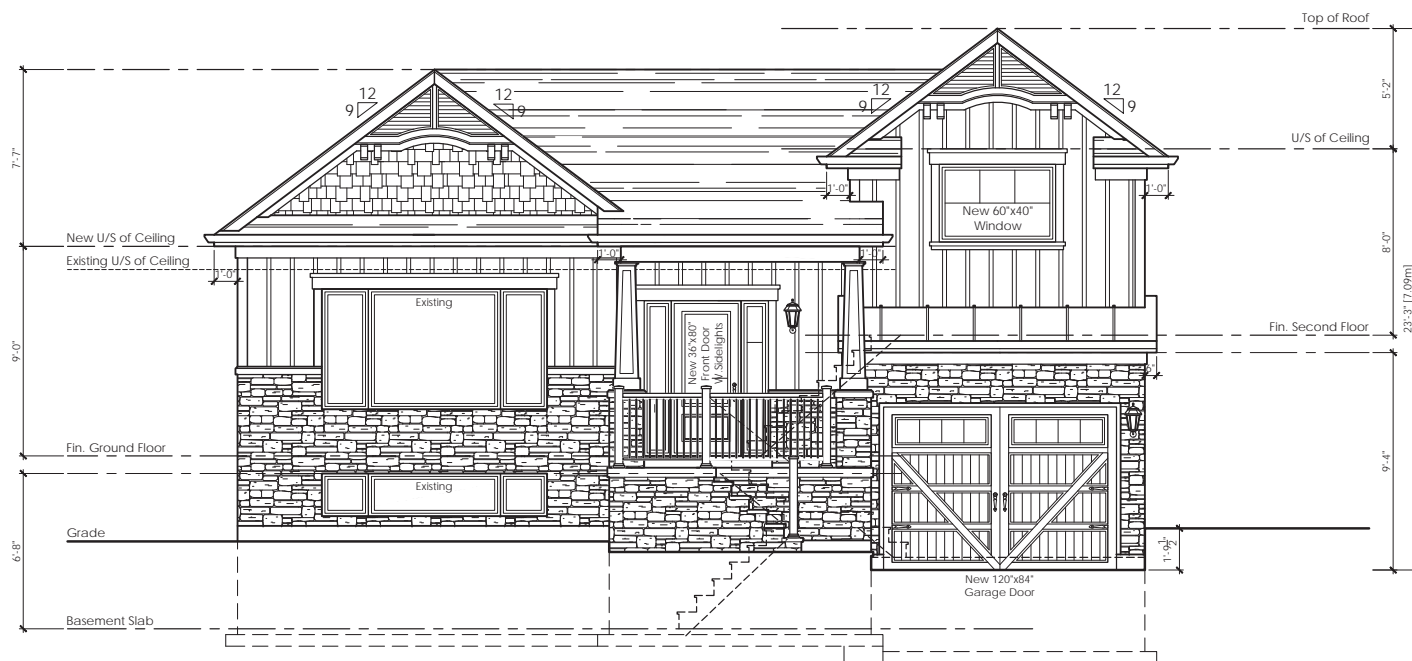 Top of Roof
12
9
12
9
12
9
12
9
5'-2"
7'-7"
U/S of Ceiling
1'-0"
1'-0"
New 60"x40"
Window
New U/S of Ceiling
Existing U/S of Ceiling
1'-0"
1'-0"
1'-0"
8'-0"
23'-3" [7.09m]
Existing
Fin. Second Floor
9'-0"
New 36"x80"
Front Door
W. Sidelights
Fin. Ground Floor
9'-4"
Existing
Grade
1'-9 1/2"
6'-8"
New 120"x84"
Garage Door
Basement Slab